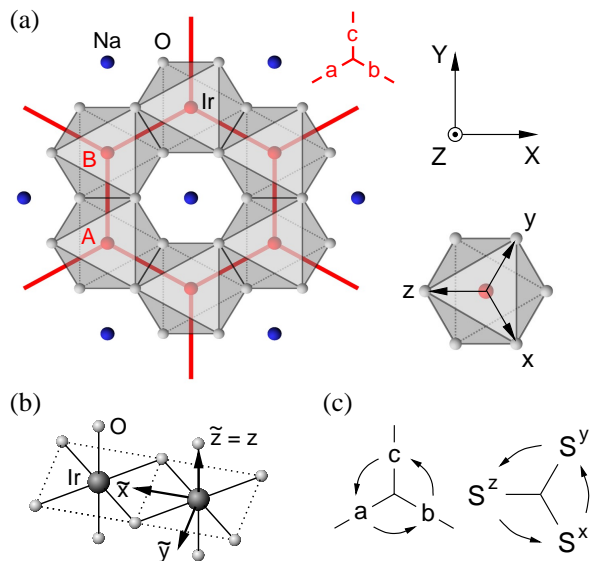 (a)
Na O
c
a b
Ir
Y
Z X
B
A
y
z
x
(b)
O
z̃ = z
Ir
x̃
ỹ
(c)
c
a b
S^y
S^z
S^x